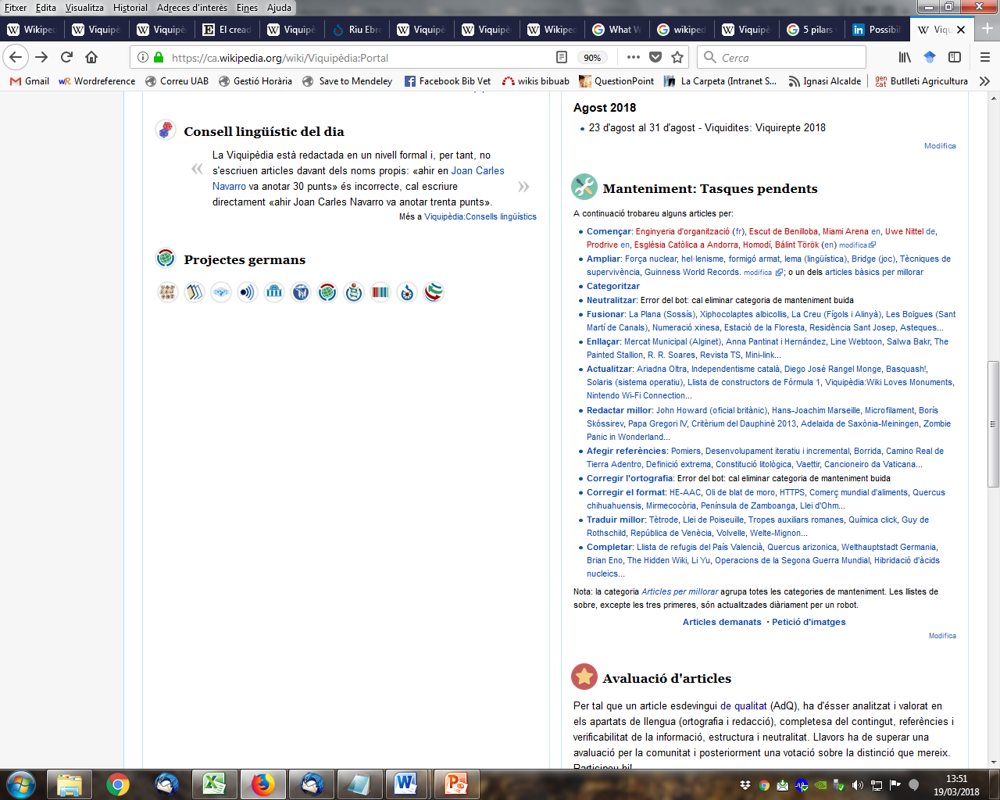 Fitxer Edita Visualitza Historial Adreces d'interès Eines Ajuda
Wikipe Viquipè Viquipè El cread Viquipè Riu Ebre Viquipè Viquipè Wikipe What W wikiped Viquipè 5 pilars Possibil Viqu
https://ca.wikipedia.org/wiki/Viquipèdia:Portal 90% Cerca
Gmail Wordreference Correu UAB Gestió Horària Save to Mendeley Facebook Bib Vet wikis bibuab QuestionPoint La Carpeta (Intranet S... Ignasi Alcalde Butlletí Agricultura
Consell lingüístic del dia
« La Viquipèdia està redactada en un nivell formal i, per tant, no
s'escriuen articles davant dels noms propis: «ahir en Joan Carles
Navarro va anotar 30 punts» és incorrecte, cal escriure
directament «ahir Joan Carles Navarro va anotar trenta punts». »
Més a Viquipèdia:Consells lingüístics
Projectes germans
Agost 2018
23 d'agost al 31 d'agost - Viquidites: Viquirepte 2018
Modifica
Manteniment: Tasques pendents
A continuació trobareu alguns articles per:
Començar: Enginyeria d'organització (fr), Escut de Benilloba, Miami Arena en, Uwe Nittel de,
Prodrive en, Església Catòlica a Andorra, Homodí, Bálint Török (en) modifica
Ampliar: Força nuclear, hel·lenisme, formigó armat, lema (lingüística), Bridge (joc), Tècniques de
supervivència, Guinness World Records. modifica ; o un dels articles bàsics per millorar
Categoritzar
Neutralitzar: Error del bot: cal eliminar categoria de manteniment buida
Fusionar: La Plana (Sossís), Xiphocolaptes albicollis, La Creu (Fígols i Alinyà), Les Boïgues (Sant
Martí de Canals), Numeració xinesa, Estació de la Floresta, Residència Sant Josep, Asteques...
Enllaçar: Mercat Municipal (Alginet), Anna Pantinat i Hernández, Line Webtoon, Salwa Bakr, The
Painted Stallion, R. R. Soares, Revista TS, Mini-link...
Actualitzar: Ariadna Oltra, Independentisme català, Diego José Rangel Monge, Basquash!,
Solaris (sistema operatiu), Llista de constructors de Fórmula 1, Viquipèdia:Wiki Loves Monuments,
Nintendo Wi-Fi Connection...
Redactar millor: John Howard (oficial britànic), Hans-Joachim Marseille, Microfilament, Borís
Skóssirev, Papa Gregori IV, Critèrium del Dauphiné 2013, Adelaida de Saxònia-Meiningen, Zombie
Panic in Wonderland...
Afegir referències: Pomiers, Desenvolupament iteratiu i incremental, Borrida, Camino Real de
Tierra Adentro, Definició extrema, Constitució litològica, Vaettir, Cancioneiro da Vaticana...
Corregir l'ortografia: Error del bot: cal eliminar categoria de manteniment buida
Corregir el format: HE-AAC, Oli de blat de moro, HTTPS, Comerç mundial d'aliments, Quercus
chihuahuensis, Mirmecocòria, Península de Zamboanga, Llei d'Ohm...
Traduir millor: Tètrode, Llei de Poiseuille, Tropes auxiliars romanes, Química click, Guy de
Rothschild, República de Venècia, Volvelle, Welte-Mignon...
Completar: Llista de refugis del País Valencià, Quercus arizonica, Welthauptstadt Germania,
Brian Eno, The Hidden Wiki, Li Yu, Operacions de la Segona Guerra Mundial, Hibridació d'àcids
nucleics...
Nota: la categoria Articles per millorar agrupa totes les categories de manteniment. Les llistes de
sobre, excepte les tres primeres, són actualitzades diàriament per un robot.
Articles demanats · Petició d'imatges
Modifica
Avaluació d'articles
Per tal que un article esdevingui de qualitat (AdQ), ha d'ésser analitzat i valorat en
els apartats de llengua (ortografia i redacció), completesa del contingut, referències i
verificabilitat de la informació, estructura i neutralitat. Llavors ha de superar una
avaluació per la comunitat i posteriorment una votació sobre la distinció que mereix.
Participeu hi!
13:51
19/03/2018